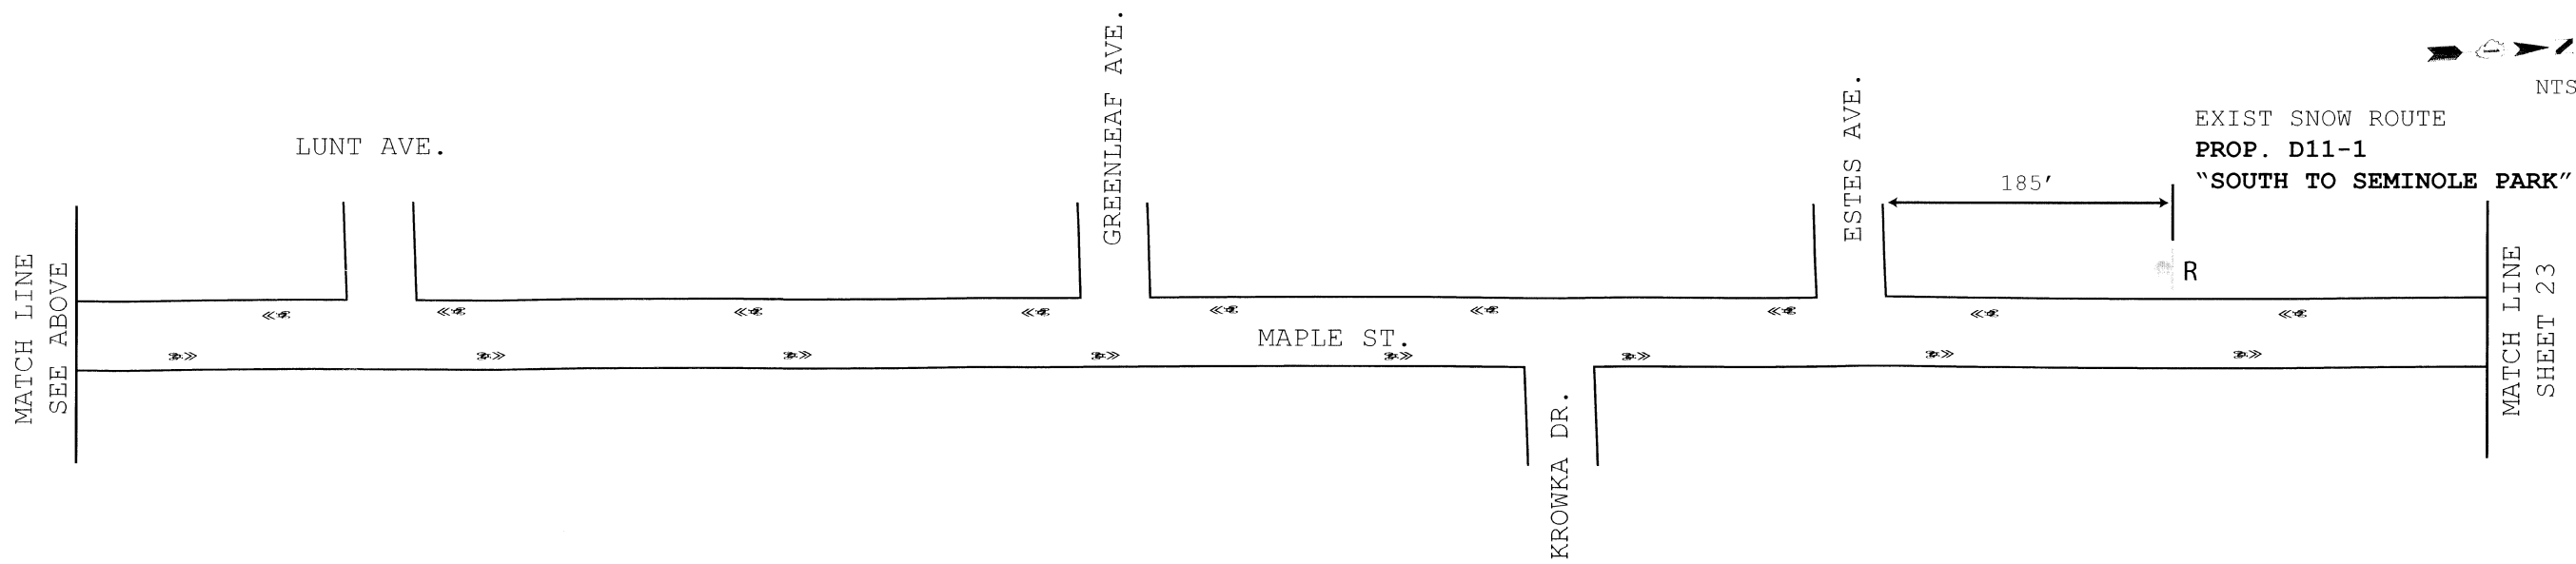 NTS
EXIST SNOW ROUTE
PROP. D11-1
"SOUTH TO SEMINOLE PARK"
LUNT AVE.
GREENLEAF AVE.
ESTES AVE.
185'
R
MATCH LINE
SEE ABOVE
MAPLE ST.
KROWKA DR.
MATCH LINE
SHEET 23